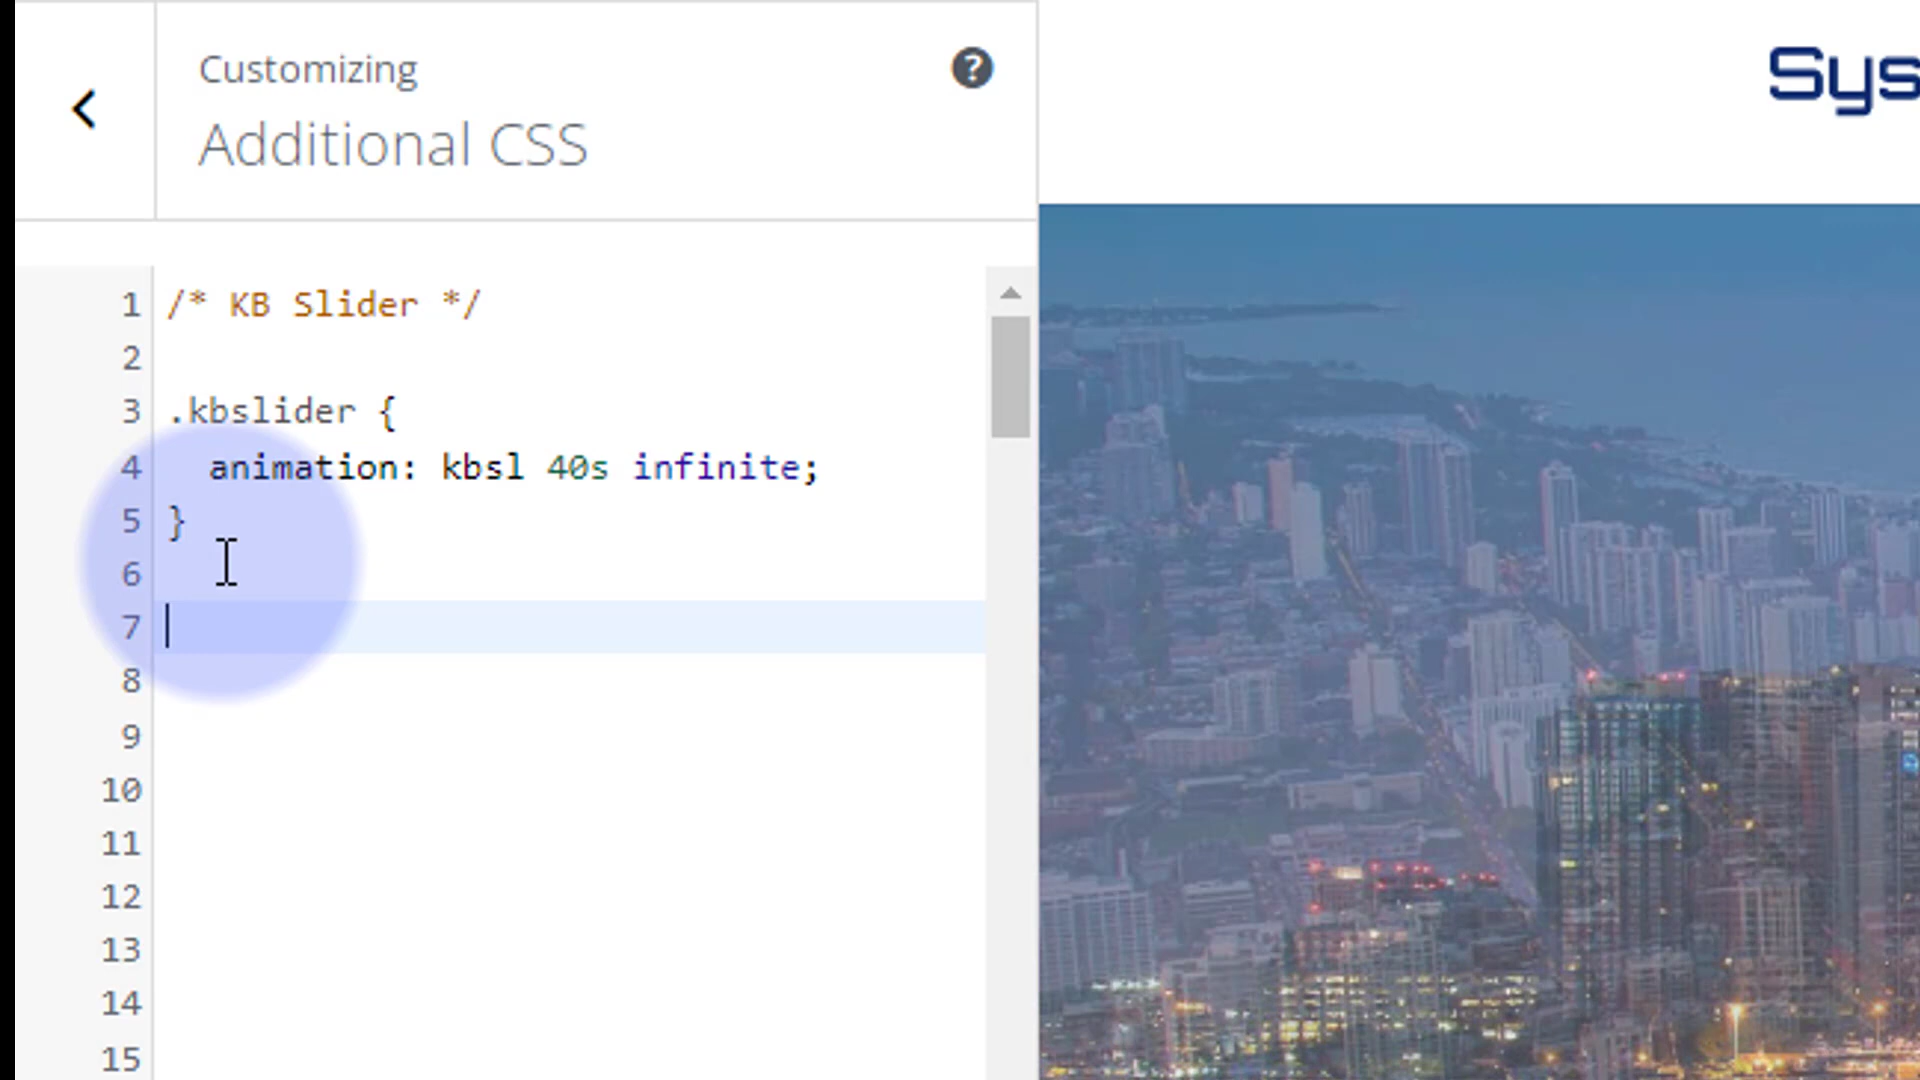 Customizing
Additional CSS
Sys
1 /* KB Slider */
2
3 .kbslider {
4 animation: kbsl 40s infinite;
5 }
6
7
8
9
10
11
12
13
14
15